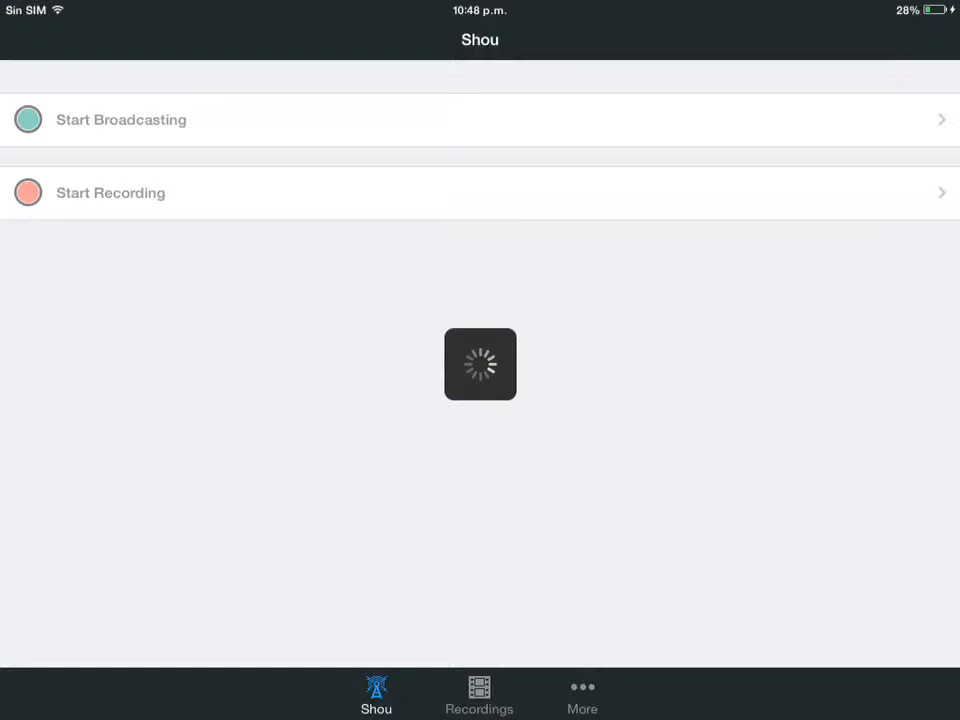 Sin SIM
10:48 p.m.
28%
Shou
Start Broadcasting
Start Recording
Shou
Recordings
More